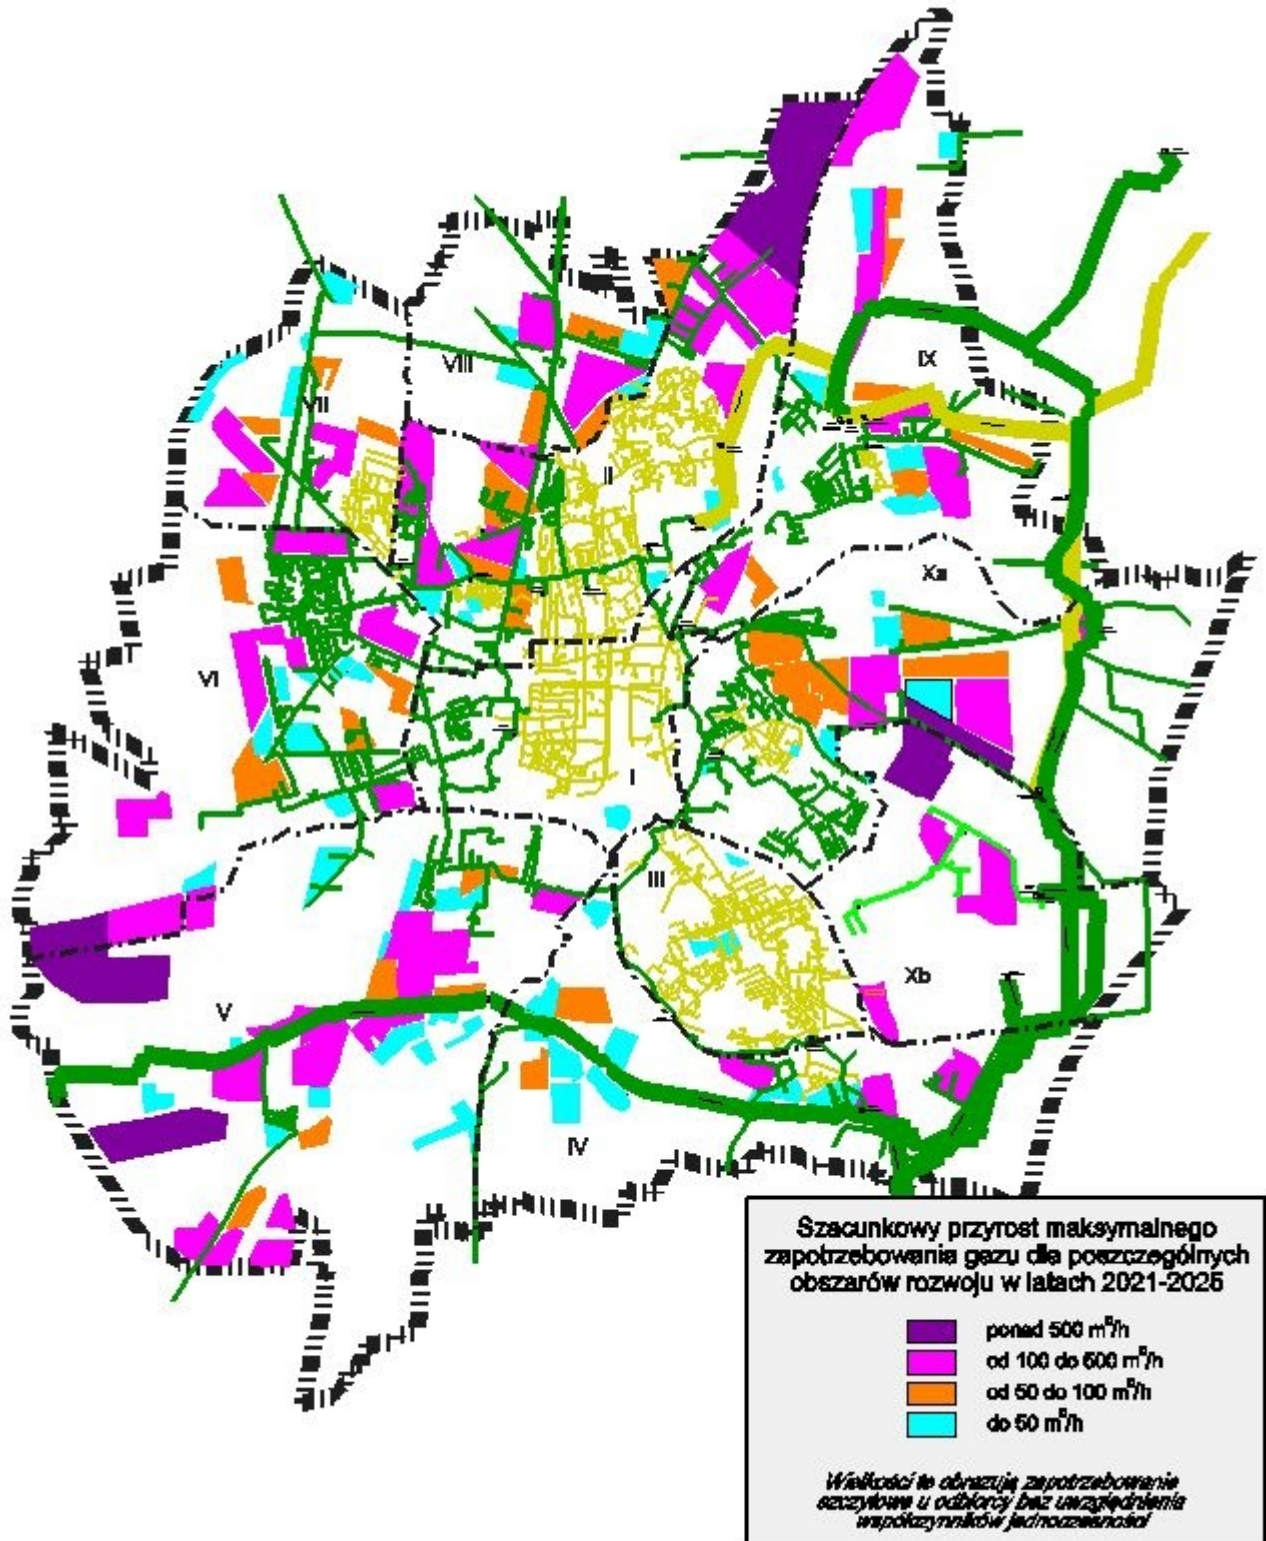 IX
VIII
VII
II
Xa
VI
I
III
Xb
V
IV
Szacunkowy przyrost maksymalnego
zapotrzebowania gazu dla poszczególnych
obszarów rozwoju w latach 2021-2025
ponad 500 m³/h
od 100 do 500 m³/h
od 50 do 100 m³/h
do 50 m³/h
Wielkości te obrazują zapotrzebowanie
szczytowe u odbiorcy bez uwzględnienia
współczynników jednoczesności